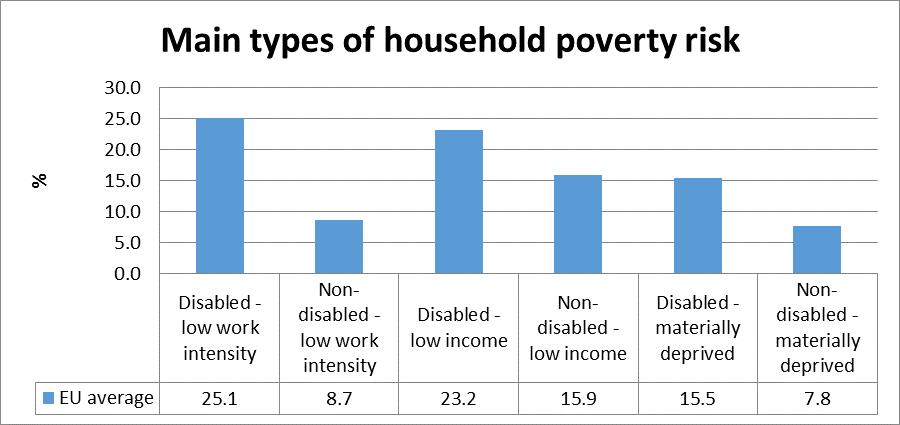 Main types of household poverty risk
30.0
25.0
20.0
15.0
10.0
5.0
0.0
%
Disabled -
low work
intensity
Non-
disabled -
low work
intensity
Disabled -
low income
Non-
disabled -
low income
Disabled -
materially
deprived
Non-
disabled -
materially
deprived
EU average 25.1 8.7 23.2 15.9 15.5 7.8